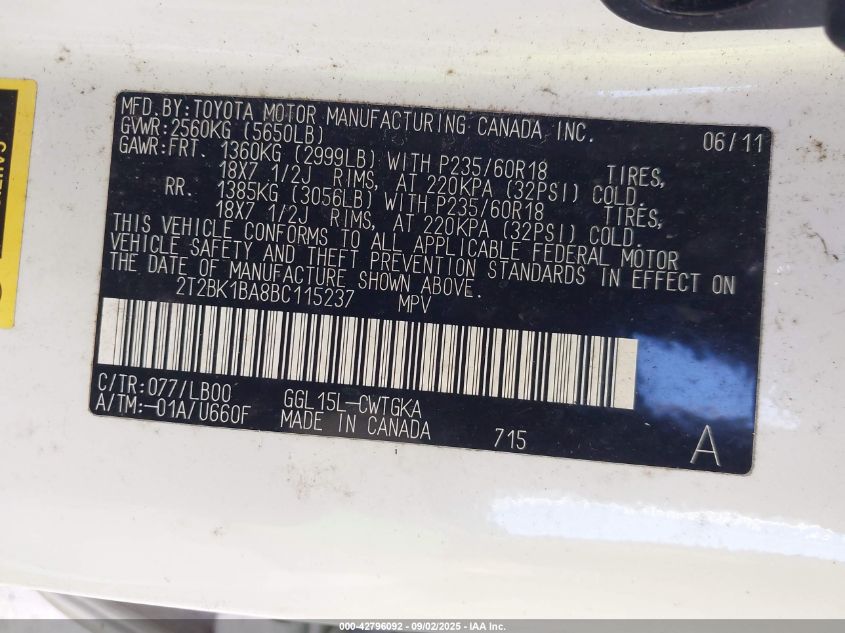 MFD.BY:TOYOTA MOTOR MANUFACTURING CANADA INC. 06/11
GVWR:2560KG (5650LB)
GAWR:FRT. 1360KG (2999LB) WITH P235/60R18 TIRES,
18X7 1/2J RIMS, AT 220KPA (32PSI) COLD.
RR. 1385KG (3056LB) WITH P235/60R18 TIRES,
18X7 1/2J RIMS, AT 220KPA (32PSI) COLD.
THIS VEHICLE CONFORMS TO ALL APPLICABLE FEDERAL MOTOR
VEHICLE SAFETY AND THEFT PREVENTION STANDARDS IN EFFECT ON
THE DATE OF MANUFACTURE SHOWN ABOVE.
2T2BK1BA8BC115237 MPV
C/TR:077/LB00 GGL15L-CWTGKA
A/TM:-01A/U660F MADE IN CANADA 715 A
000-42796092 - 09/02/2025 - IAA Inc.